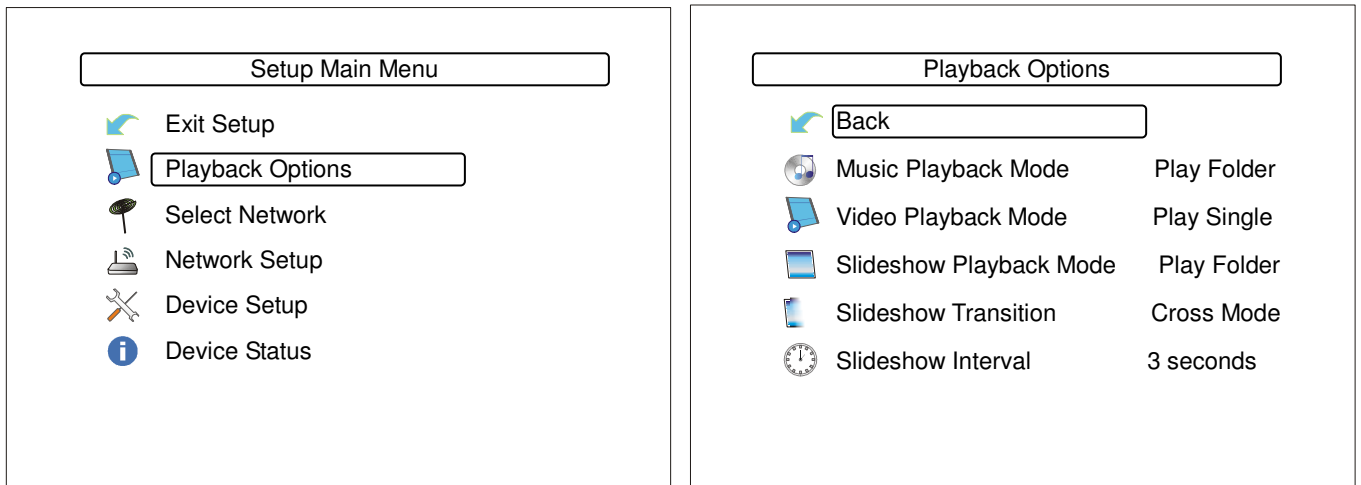 Setup Main Menu
Exit Setup
Playback Options
Select Network
Network Setup
Device Setup
Device Status
Playback Options
Back
Music Playback Mode Play Folder
Video Playback Mode Play Single
Slideshow Playback Mode Play Folder
Slideshow Transition Cross Mode
Slideshow Interval 3 seconds